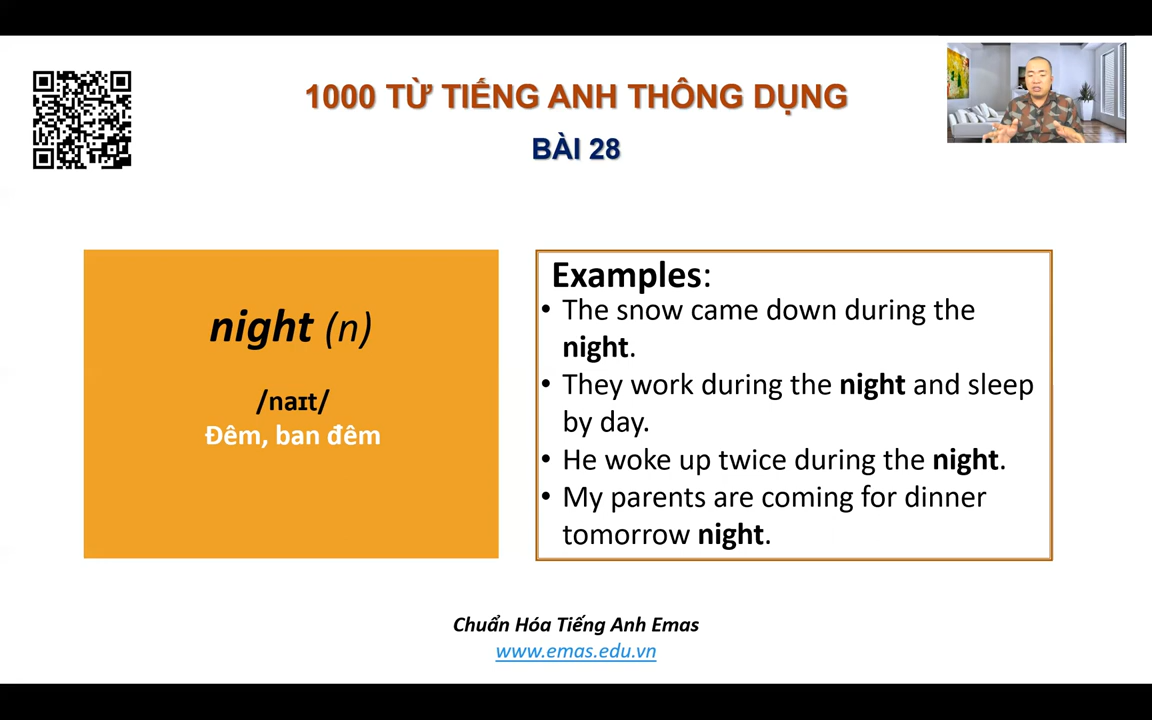 1000 TỪ TIẾNG ANH THÔNG DỤNG
BÀI 28
night (n)
/naɪt/
Đêm, ban đêm
Examples:
• The snow came down during the
night.
• They work during the night and sleep
by day.
• He woke up twice during the night.
• My parents are coming for dinner
tomorrow night.
Chuẩn Hóa Tiếng Anh Emas
www.emas.edu.vn